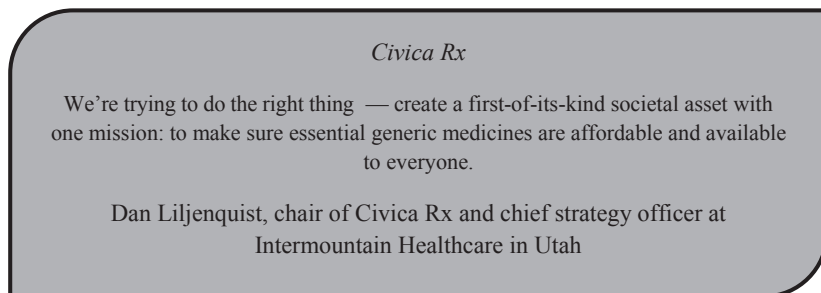 Civica Rx
We’re trying to do the right thing — create a first-of-its-kind societal asset with
one mission: to make sure essential generic medicines are affordable and available
to everyone.
Dan Liljenquist, chair of Civica Rx and chief strategy officer at
Intermountain Healthcare in Utah